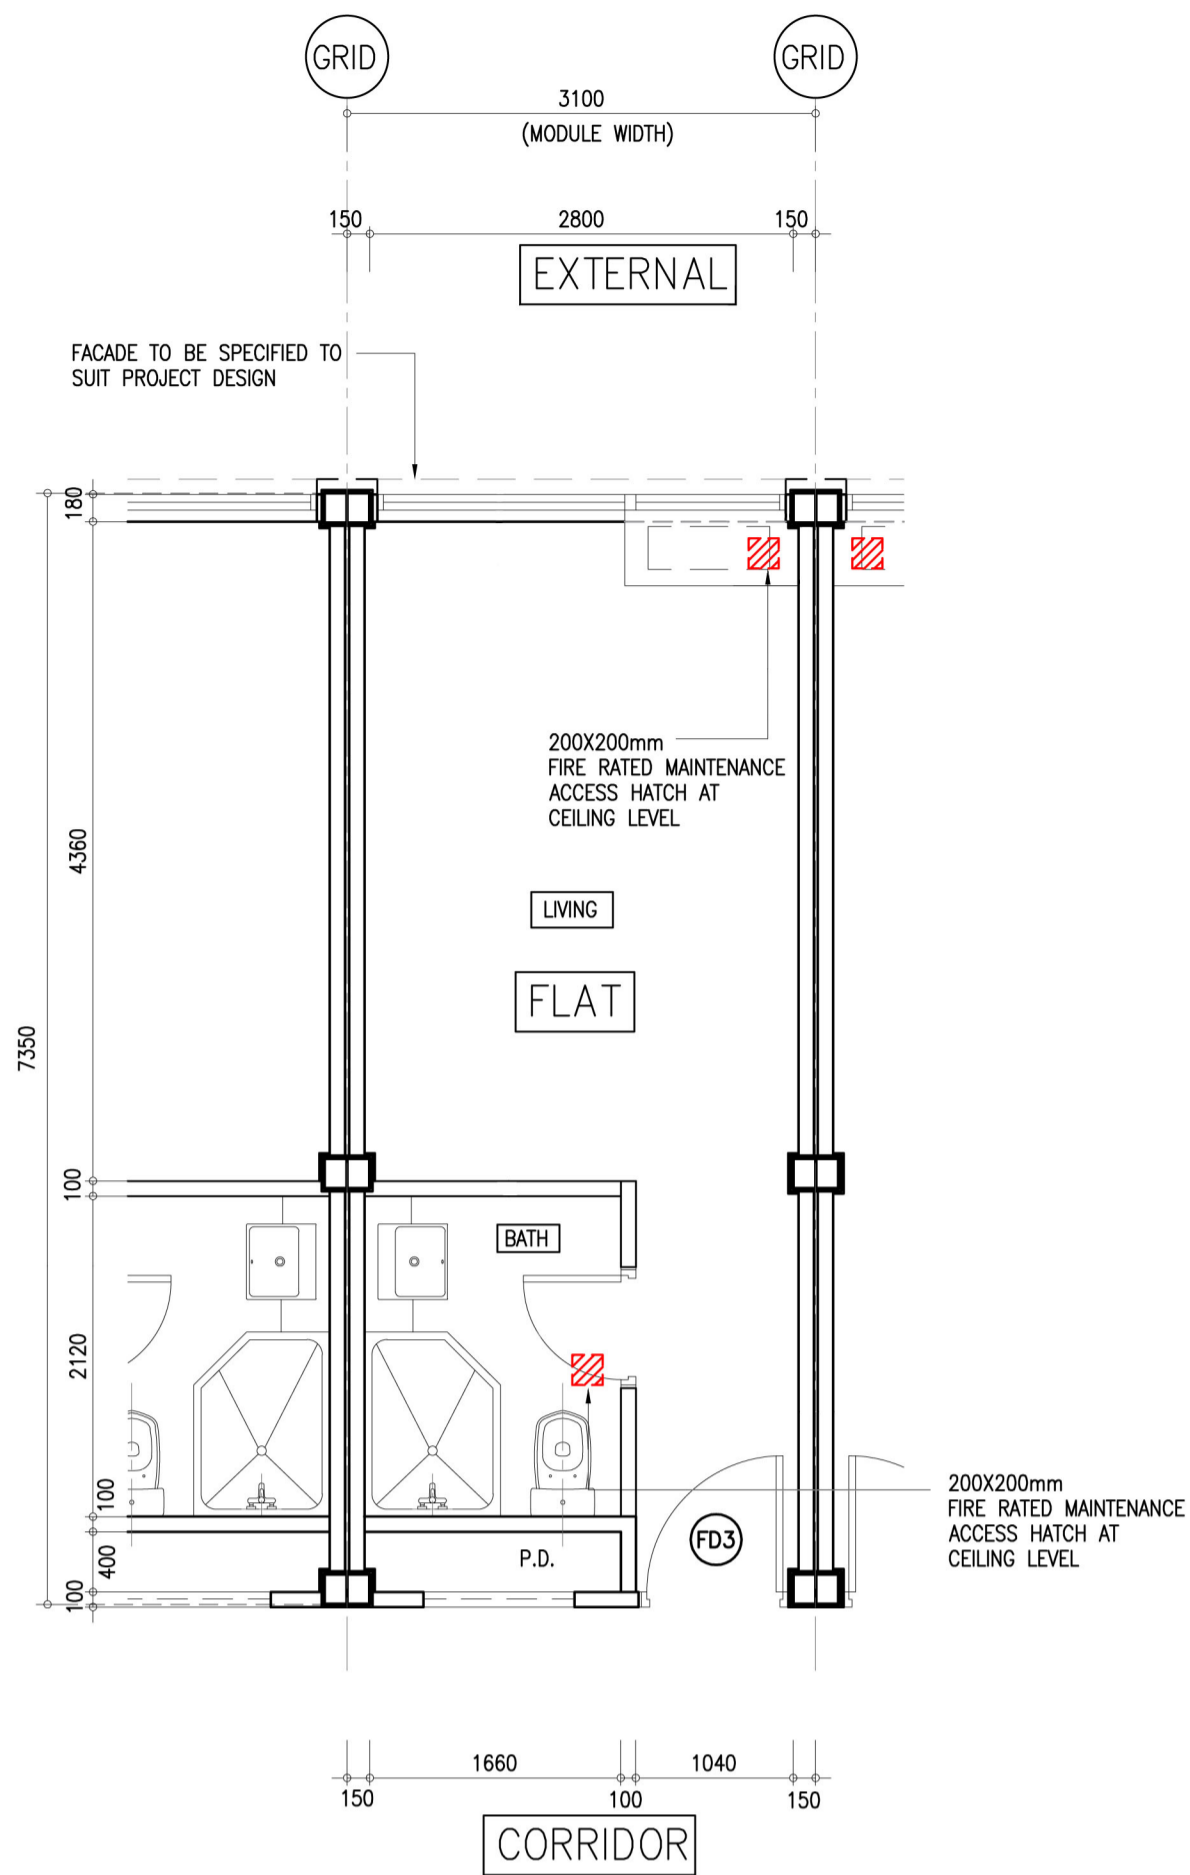 GRID
GRID
3100
(MODULE WIDTH)
150
2800
150
EXTERNAL
FACADE TO BE SPECIFIED TO
SUIT PROJECT DESIGN
180
200X200mm
FIRE RATED MAINTENANCE
ACCESS HATCH AT
CEILING LEVEL
4360
LIVING
FLAT
7350
100
BATH
2120
100
200X200mm
FIRE RATED MAINTENANCE
ACCESS HATCH AT
CEILING LEVEL
FD3
P.D.
400
100
1660
1040
150
100
150
CORRIDOR